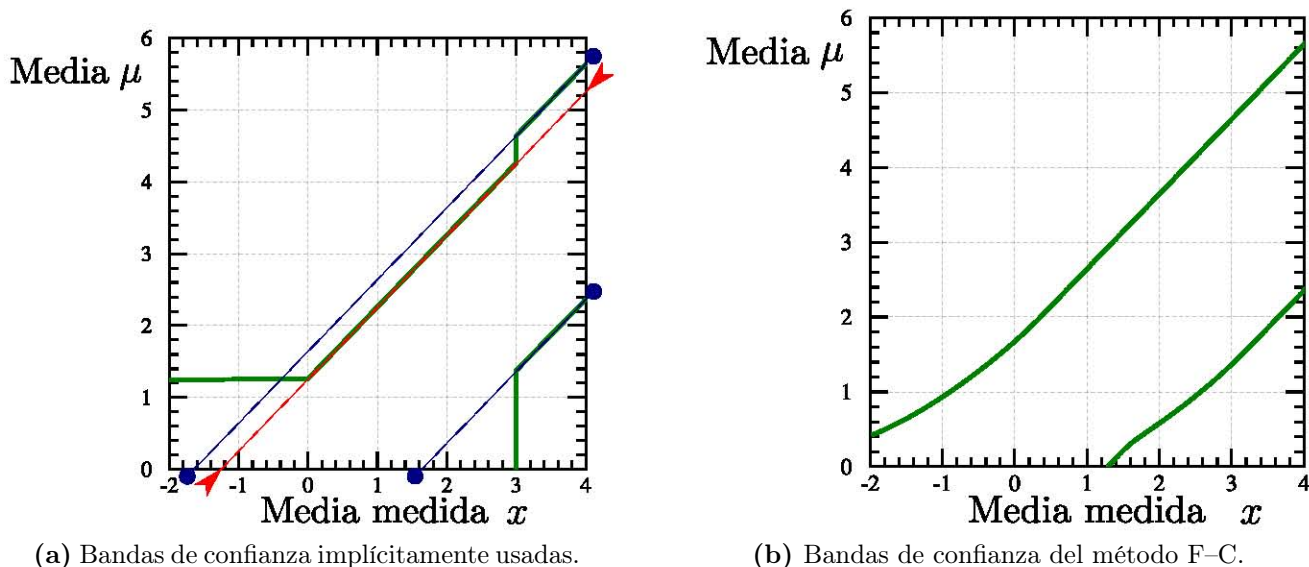 6
Media μ
5
4
3
2
1
0
-2 -1 0 1 2 3 4
Media medida x
(a) Bandas de confianza implícitamente usadas.
6
Media μ
5
4
3
2
1
0
-2 -1 0 1 2 3 4
Media medida x
(b) Bandas de confianza del método F–C.